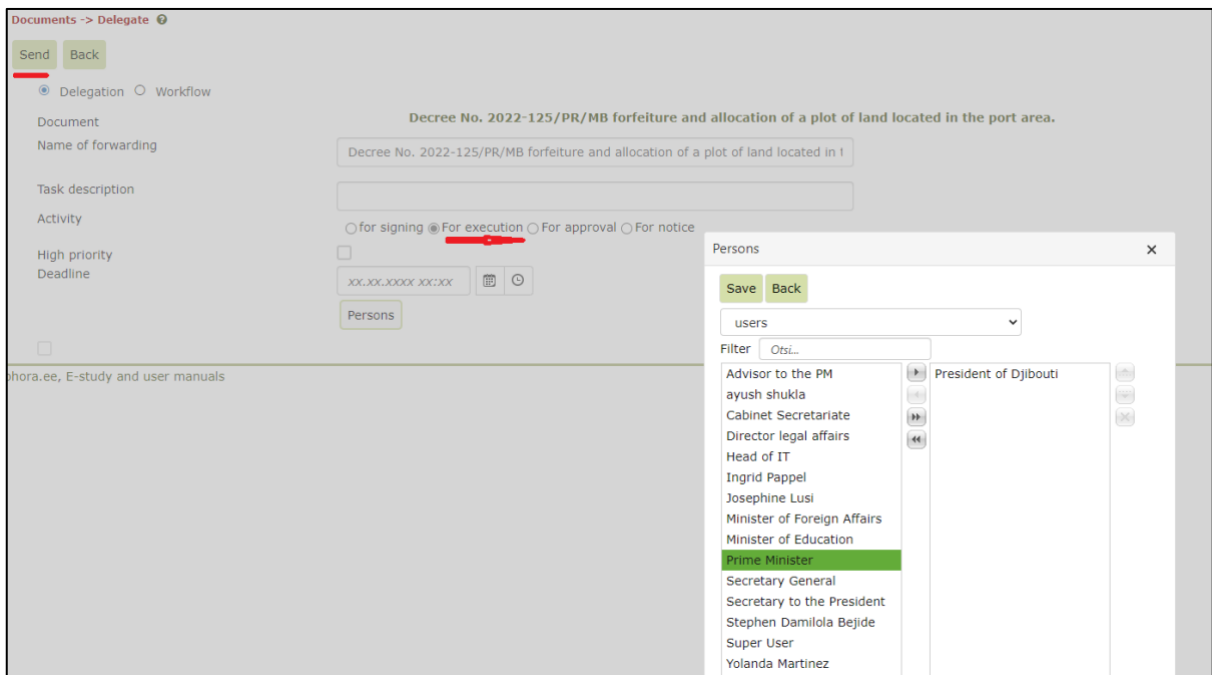 Documents -> Delegate
Send Back
Delegation Workflow
Document Decree No. 2022-125/PR/MB forfeiture and allocation of a plot of land located in the port area.
Name of forwarding Decree No. 2022-125/PR/MB forfeiture and allocation of a plot of land located in t
Task description
Activity for signing For execution For approval For notice
High priority
Deadline xx.xx.xxxx xx:xx
Persons
phora.ee, E-study and user manuals
Persons
Save Back
users
Filter Otsi...
Advisor to the PM President of Djibouti
ayush shukla
Cabinet Secretariate
Director legal affairs
Head of IT
Ingrid Pappel
Josephine Lusi
Minister of Foreign Affairs
Minister of Education
Prime Minister
Secretary General
Secretary to the President
Stephen Damilola Bejide
Super User
Yolanda Martinez